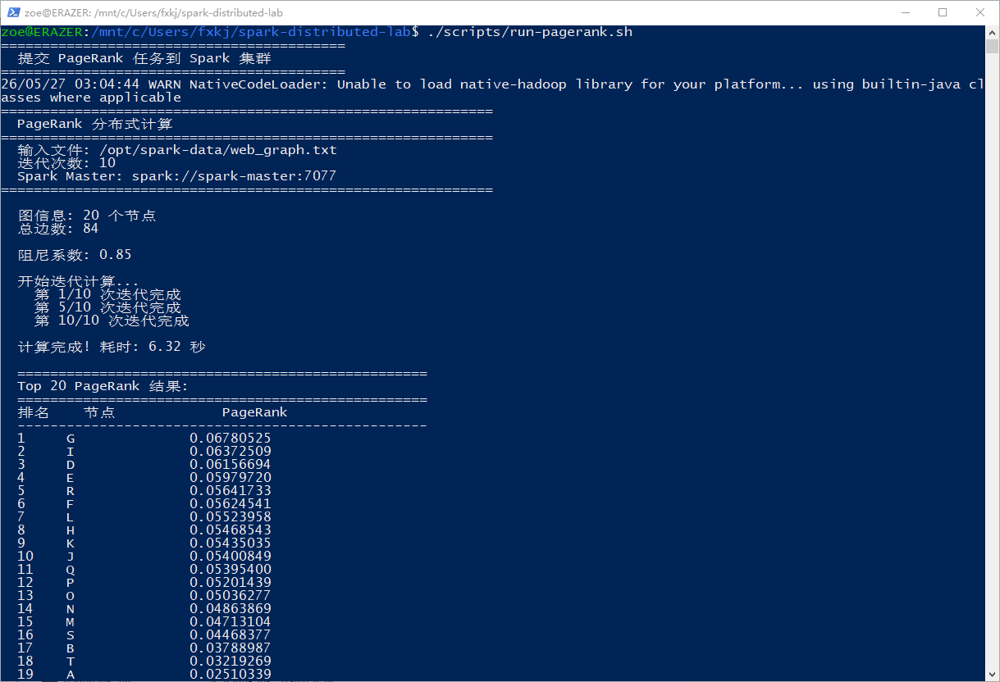 zoe@ERAZER: /mnt/c/Users/fxkj/spark-distributed-lab
zoe@ERAZER:/mnt/c/Users/fxkj/spark-distributed-lab$ ./scripts/run-pagerank.sh
==========================================
提交 PageRank 任务到 Spark 集群
==========================================
26/05/27 03:04:44 WARN NativeCodeLoader: Unable to load native-hadoop library for your platform... using builtin-java cl
asses where applicable
============================================================
PageRank 分布式计算
============================================================
输入文件: /opt/spark-data/web_graph.txt
迭代次数: 10
Spark Master: spark://spark-master:7077
============================================================
图信息: 20 个节点
总边数: 84
阻尼系数: 0.85
开始迭代计算...
第 1/10 次迭代完成
第 5/10 次迭代完成
第 10/10 次迭代完成
计算完成! 耗时: 6.32 秒
==================================================
Top 20 PageRank 结果:
==================================================
排名 节点 PageRank
--------------------------------------------------
1 G 0.06780525
2 I 0.06372509
3 D 0.06156694
4 E 0.05979720
5 R 0.05641733
6 F 0.05624541
7 L 0.05523958
8 H 0.05468543
9 K 0.05435035
10 J 0.05400849
11 Q 0.05395400
12 P 0.05201439
13 O 0.05036277
14 N 0.04863869
15 M 0.04713104
16 S 0.04468377
17 B 0.03788987
18 T 0.03219269
19 A 0.02510339